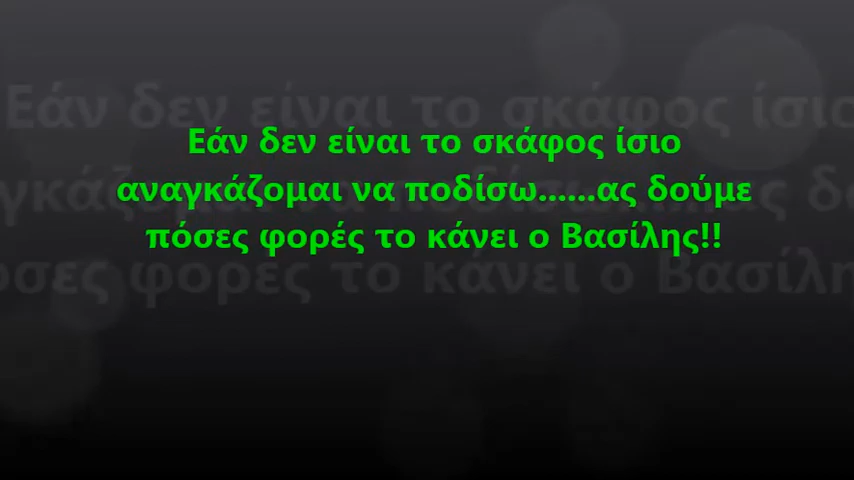 Εάν δεν είναι το σκάφος ίσιο
αναγκάζομαι να ποδίσω......ας δούμε
πόσες φορές το κάνει ο Βασίλης!!